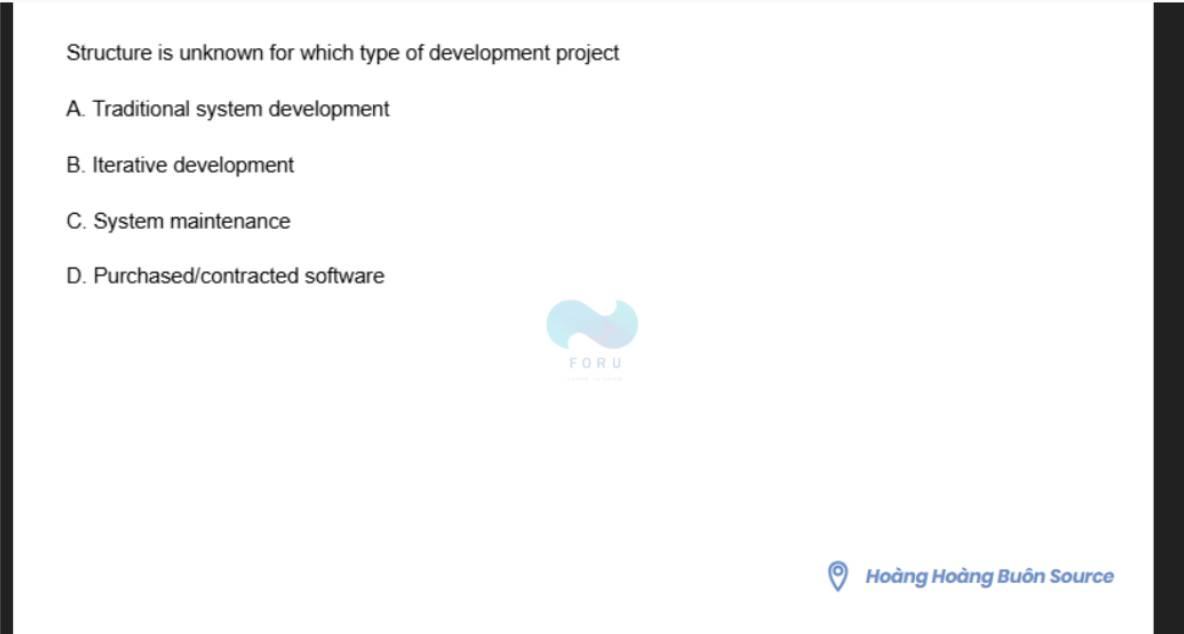 Structure is unknown for which type of development project
A. Traditional system development
B. Iterative development
C. System maintenance
D. Purchased/contracted software
FORU
Hoàng Hoàng Buôn Source